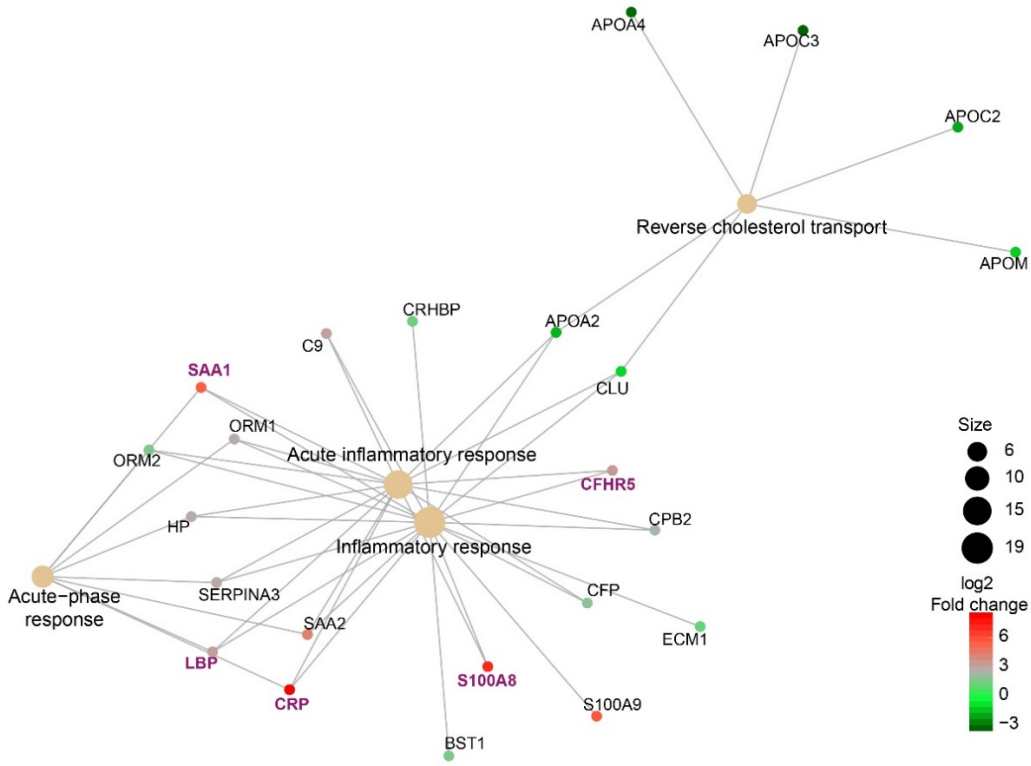 APOA4
APOC3
APOC2
Reverse cholesterol transport
APOM
CRHBP
APOA2
C9
SAA1
CLU
ORM1
ORM2
Acute inflammatory response
CFHR5
HP
CPB2
Inflammatory response
SERPINA3
CFP
Acute−phase
response
SAA2
ECM1
LBP
S100A8
CRP
S100A9
BST1
Size
6
10
15
19
log2
Fold change
6
3
0
−3